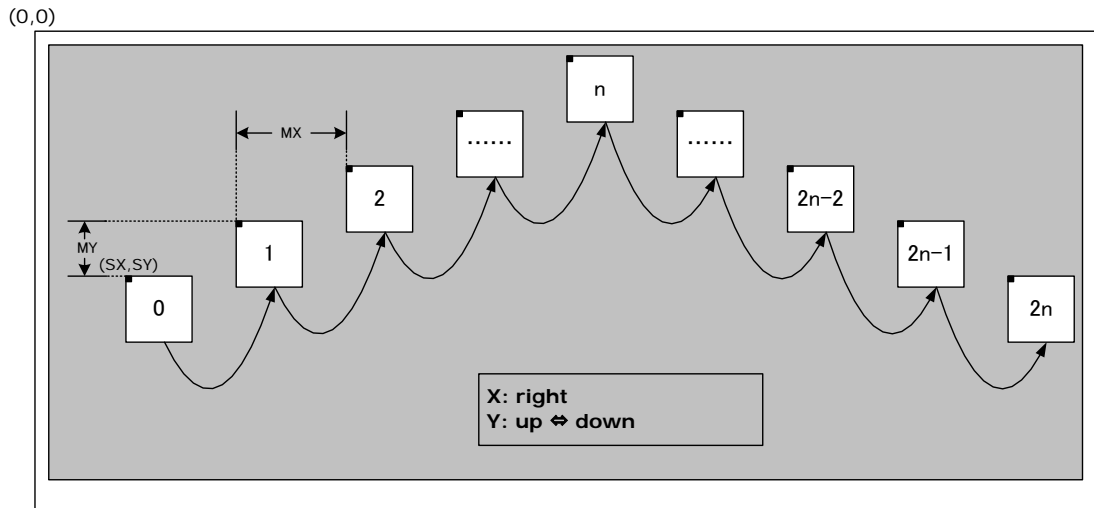 (0,0)
n
MX
......
......
2
2n-2
MY
1
2n-1
(SX,SY)
0
2n
X: right
Y: up ⇔ down